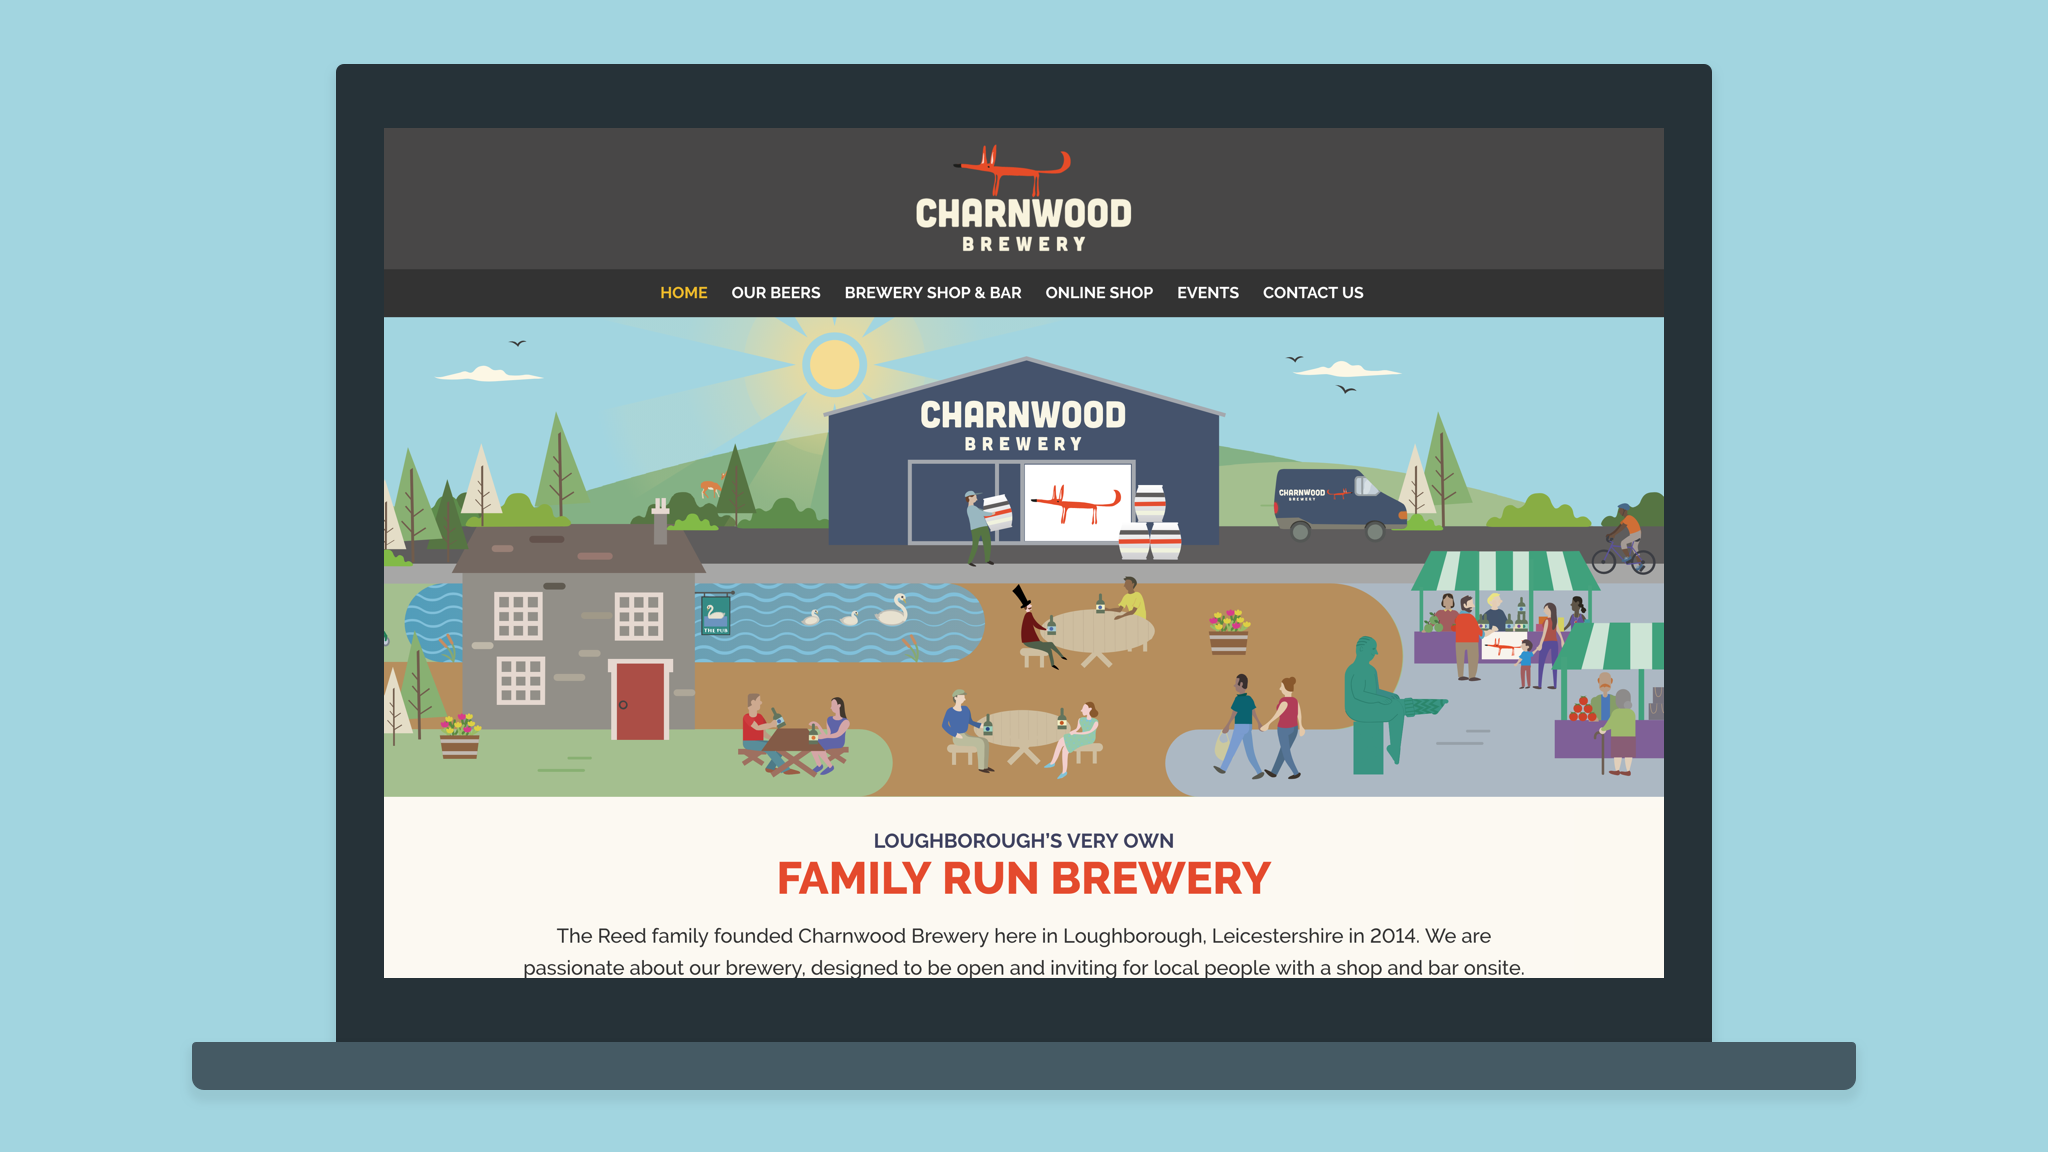 CHARNWOOD
BREWERY
HOME OUR BEERS BREWERY SHOP & BAR ONLINE SHOP EVENTS CONTACT US
CHARNWOOD
BREWERY
CHARNWOOD
BREWERY
THE PUB
LOUGHBOROUGH’S VERY OWN
FAMILY RUN BREWERY
The Reed family founded Charnwood Brewery here in Loughborough, Leicestershire in 2014. We are
passionate about our brewery, designed to be open and inviting for local people with a shop and bar onsite.